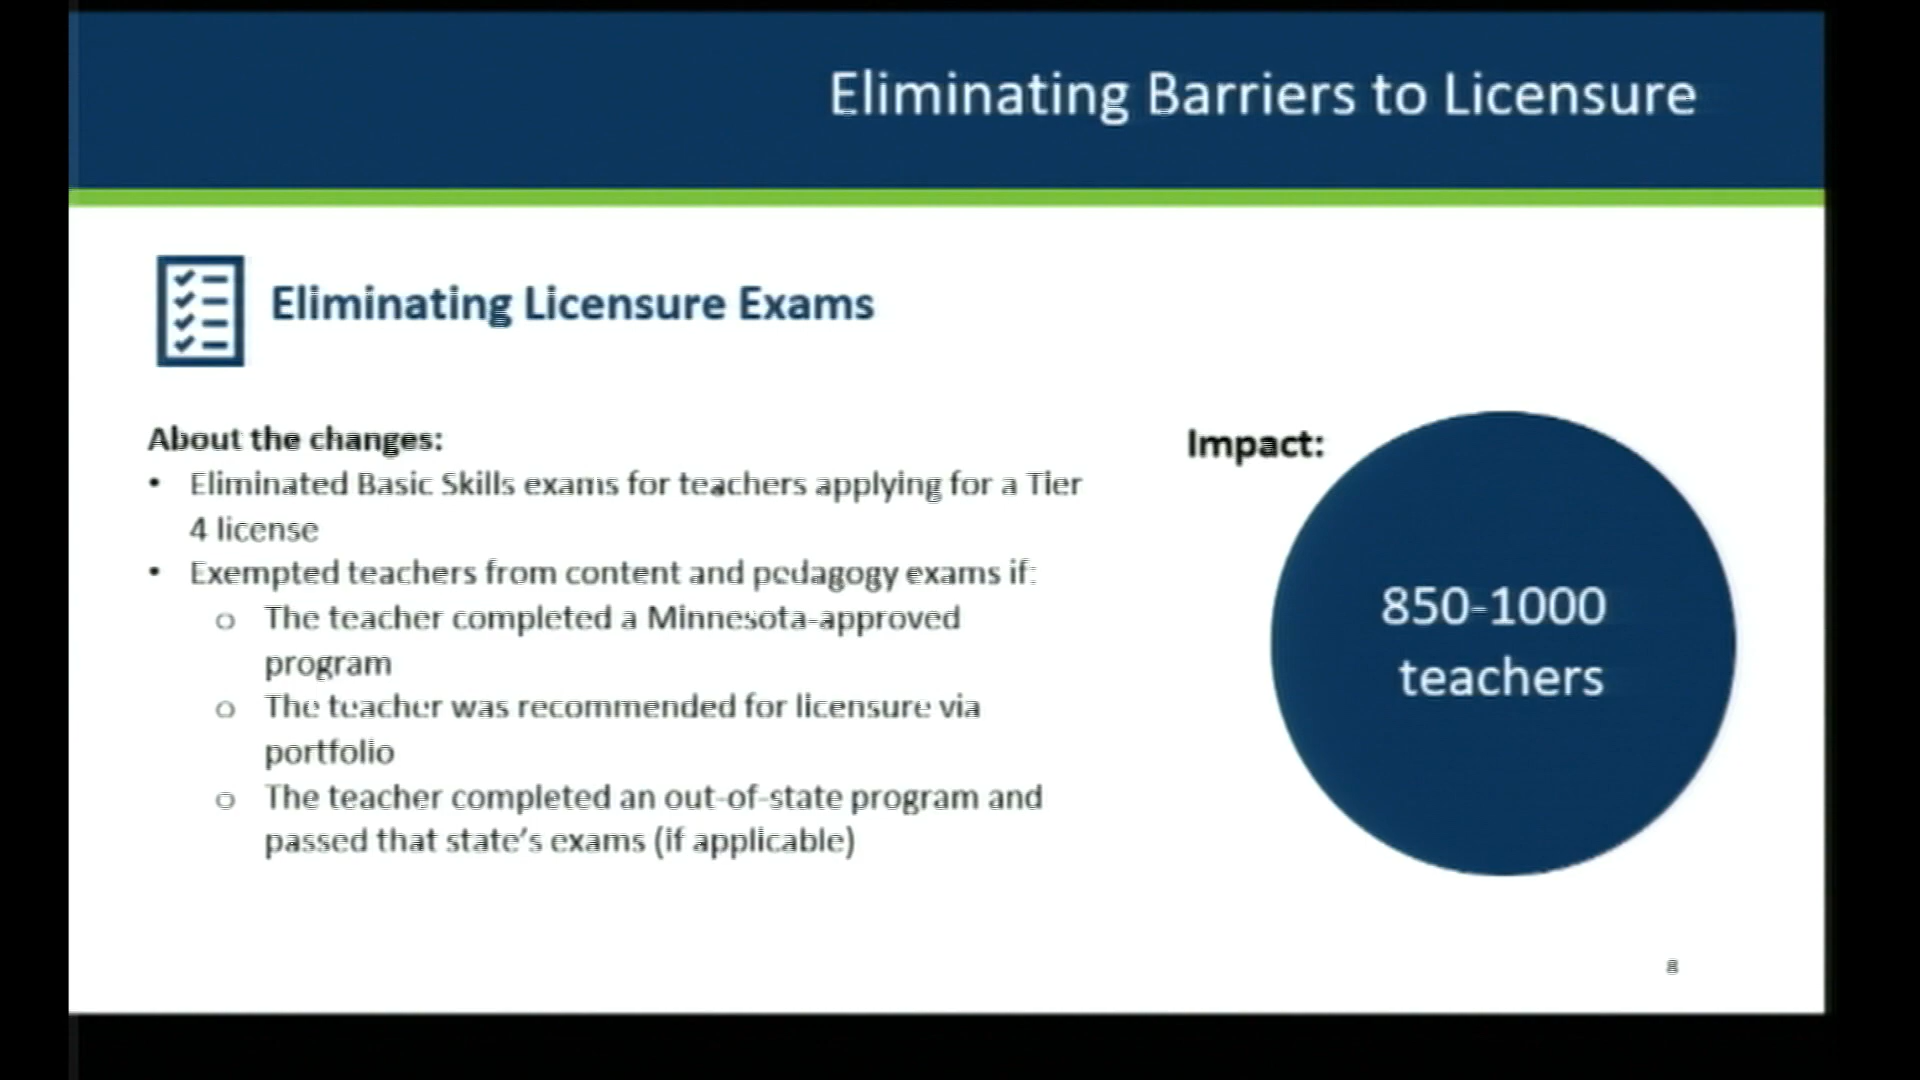 Eliminating Barriers to Licensure
Eliminating Licensure Exams
About the changes:
• Eliminated Basic Skills exams for teachers applying for a Tier
4 license
• Exempted teachers from content and pedagogy exams if:
o The teacher completed a Minnesota-approved
program
o The teacher was recommended for licensure via
portfolio
o The teacher completed an out-of-state program and
passed that state's exams (if applicable)
Impact:
850-1000
teachers
8